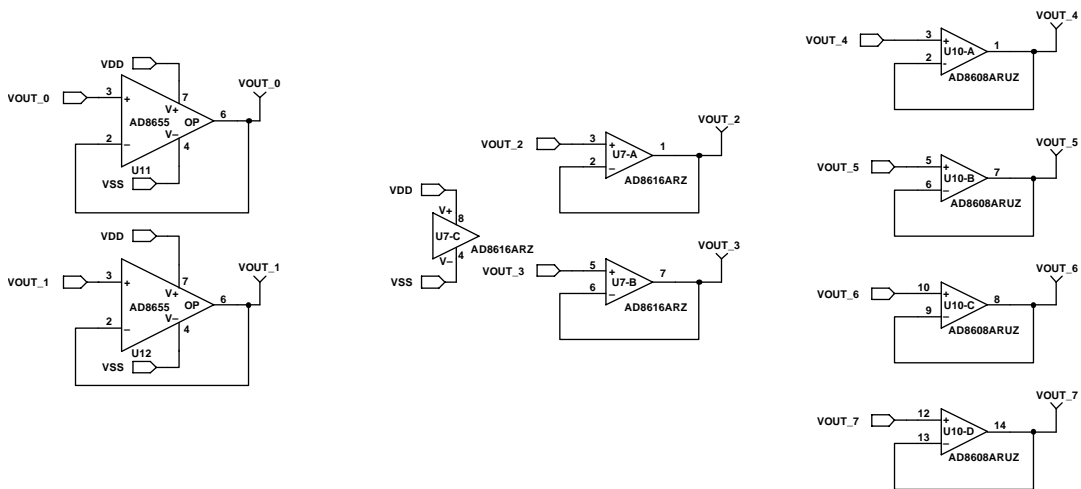 VDD
VOUT_0
3
+
7
V+
AD8655
OP
6
VOUT_0
V–
4
2
–
U11
VSS
VDD
VOUT_1
3
+
7
V+
AD8655
OP
6
VOUT_1
V–
4
2
–
U12
VSS
VDD
V+
8
U7-C
AD8616ARZ
4
V–
VSS
VOUT_2
3
+
U7-A
1
VOUT_2
2
–
AD8616ARZ
VOUT_3
5
+
U7-B
7
VOUT_3
6
–
AD8616ARZ
VOUT_4
VOUT_4
3
+
U10-A
1
2
-
AD8608ARUZ
VOUT_5
VOUT_5
5
+
U10-B
7
6
–
AD8608ARUZ
VOUT_6
VOUT_6
10
+
U10-C
8
9
–
AD8608ARUZ
VOUT_7
VOUT_7
12
+
U10-D
14
13
–
AD8608ARUZ